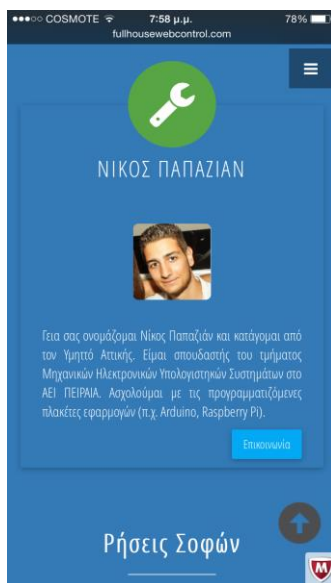 COSMOTE 7:58 μ.μ. 78%
fullhousewebcontrol.com
ΝΙΚΟΣ ΠΑΠΑΖΙΑΝ
Γεια σας ονομάζομαι Νίκος Παπαζιάν και κατάγομαι από
τον Υμηττό Αττικής. Είμαι σπουδαστής του τμήματος
Μηχανικών Ηλεκτρονικών Υπολογιστικών Συστημάτων στο
ΑΕΙ ΠΕΙΡΑΙΑ. Ασχολούμαι με τις προγραμματιζόμενες
πλακέτες εφαρμογών (π.χ. Arduino, Raspberry Pi).
Επικοινωνία
Ρήσεις Σοφών